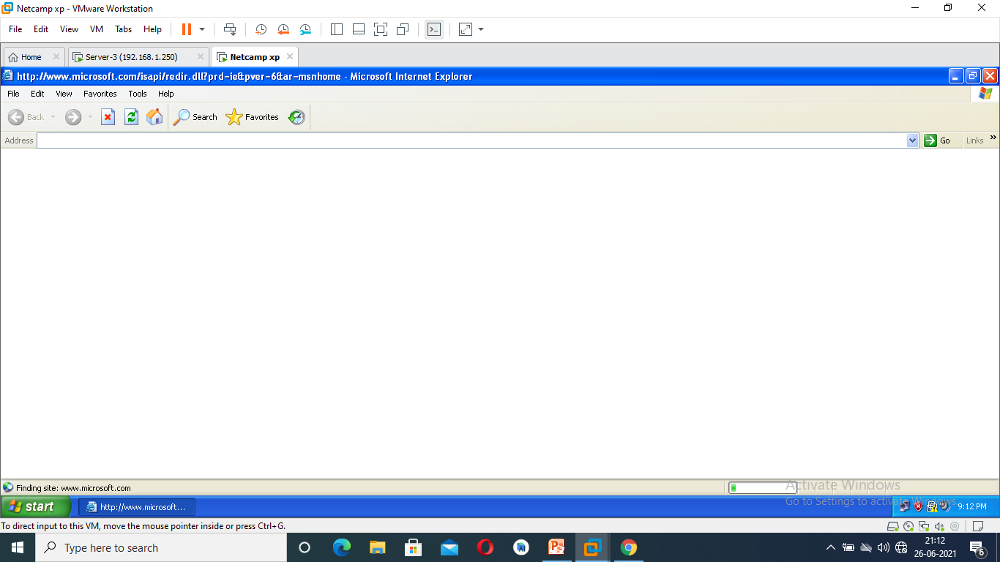 Netcamp xp - VMware Workstation
File Edit View VM Tabs Help
Home Server-3 (192.168.1.250) Netcamp xp
http://www.microsoft.com/isapi/redir.dll?prd=ie&pver=6&ar=msnhome - Microsoft Internet Explorer
File Edit View Favorites Tools Help
Back Search Favorites
Address Go Links »
Finding site: www.microsoft.com
Activate Windows
Go to Settings to activate Windows.
start http://www.microsoft... 9:12 PM
To direct input to this VM, move the mouse pointer inside or press Ctrl+G.
Type here to search
21:12
26-06-2021
6